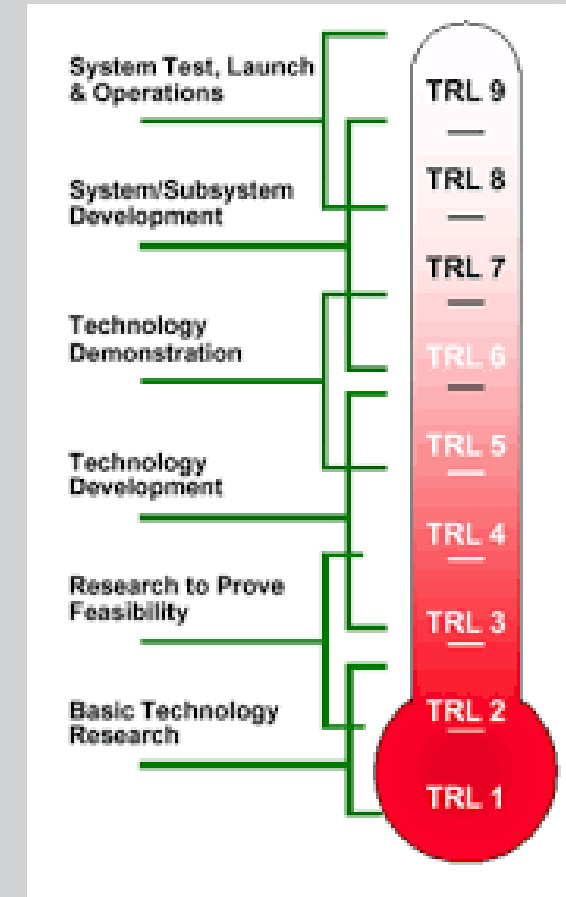 System Test, Launch
& Operations
System/Subsystem
Development
Technology
Demonstration
Technology
Development
Research to Prove
Feasibility
Basic Technology
Research
TRL 9
TRL 8
TRL 7
TRL 6
TRL 5
TRL 4
TRL 3
TRL 2
TRL 1